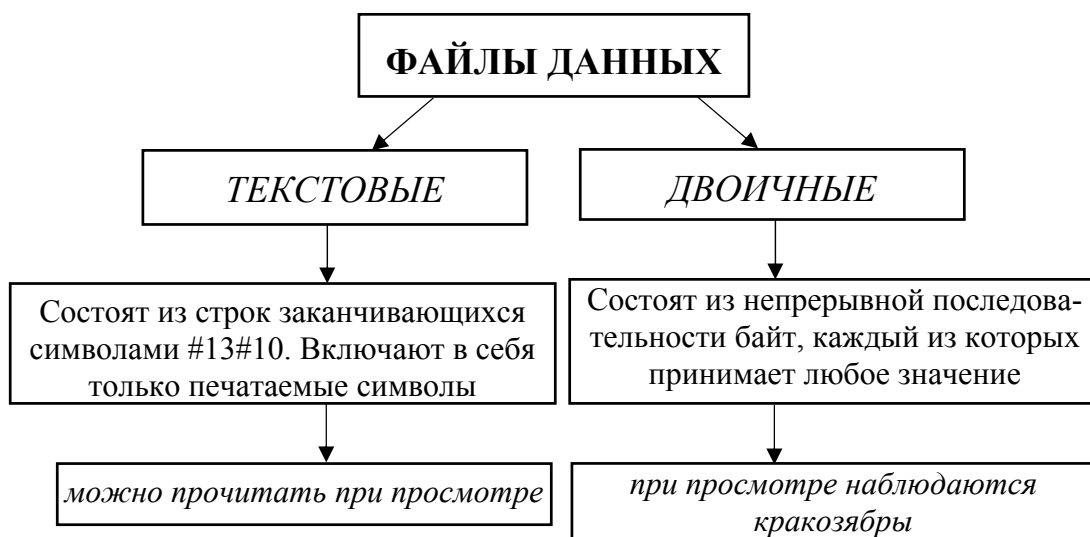 ФАЙЛЫ ДАННЫХ
ТЕКСТОВЫЕ
ДВОИЧНЫЕ
Состоят из строк заканчивающихся
символами #13#10. Включают в себя
только печатаемые символы
Состоят из непрерывной последова-
тельности байт, каждый из которых
принимает любое значение
можно прочитать при просмотре
при просмотре наблюдаются
кракозябры